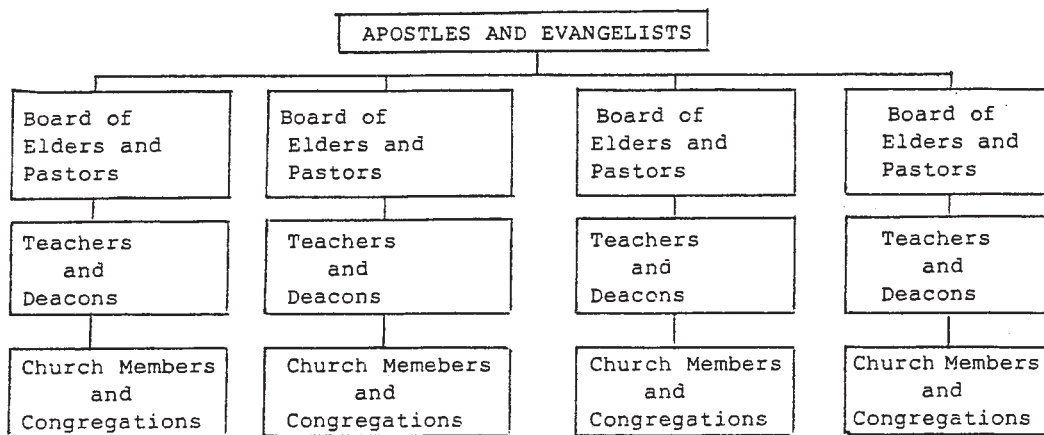 APOSTLES AND EVANGELISTS
Board of
Elders and
Pastors
Board of
Elders and
Pastors
Board of
Elders and
Pastors
Board of
Elders and
Pastors
Teachers
and
Deacons
Teachers
and
Deacons
Teachers
and
Deacons
Teachers
and
Deacons
Church Members
and
Congregations
Church Memebers
and
Congregations
Church Members
and
Congregations
Church Members
and
Congregations